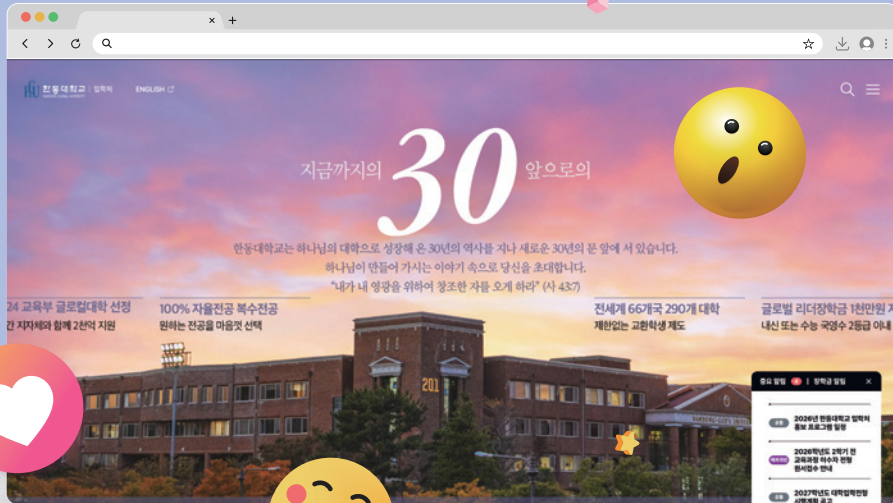 한동대학교 | 입학처 ENGLISH
지금까지의 30 앞으로의
한동대학교는 하나님의 대학으로 성장해 온 30년의 역사를 지나 새로운 30년의 문 앞에 서 있습니다.
하나님이 만들어 가시는 이야기 속으로 당신을 초대합니다.
“내가 내 영광을 위하여 창조한 자를 오게 하라” (사 43:7)
24 교육부 글로컬대학 선정
간 지자체와 함께 2천억 지원
100% 자율전공 복수전공
원하는 전공을 마음껏 선택
전세계 66개국 290개 대학
제한없는 교환학생 제도
글로벌 리더장학금 1천만원
내신 또는 수능 국영수 2등급 이내
201
HANDONG GLOBAL UNIVERSITY
중요 알림 | 장학금 알림
2026년 한동대학교 입학처
홍보 프로그램 일정
2026학년도 2학기 전
교육과정 이수자 전형
원서접수 안내
2027학년도 대학입학전형
시행계획 공고